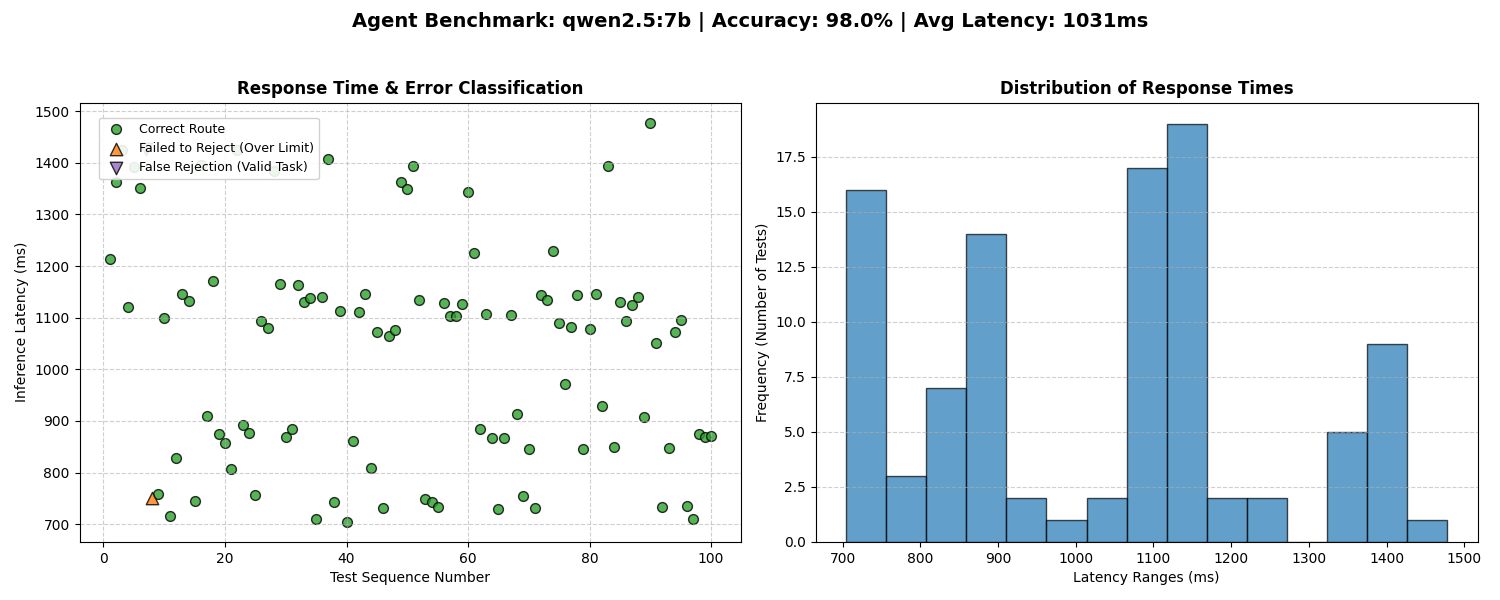 Agent Benchmark: qwen2.5:7b | Accuracy: 98.0% | Avg Latency: 1031ms
Response Time & Error Classification
1500
1400
1300
1200
1100
1000
900
800
700
Inference Latency (ms)
Correct Route
Failed to Reject (Over Limit)
False Rejection (Valid Task)
0 20 40 60 80 100
Test Sequence Number
Distribution of Response Times
17.5
15.0
12.5
10.0
7.5
5.0
2.5
0.0
Frequency (Number of Tests)
700 800 900 1000 1100 1200 1300 1400 1500
Latency Ranges (ms)